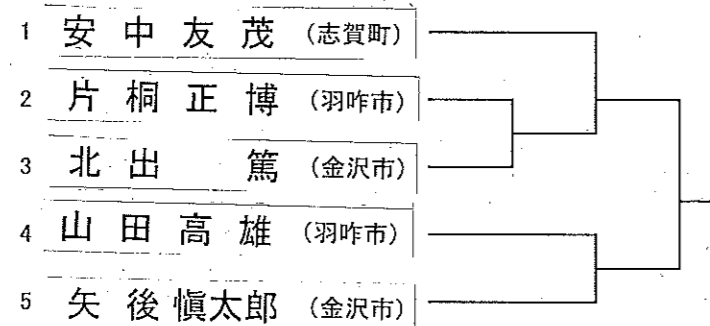 1 安中友茂 (志賀町)
2 片桐正博 (羽咋市)
3 北出 篤 (金沢市)
4 山田高雄 (羽咋市)
5 矢後愼太郎 (金沢市)